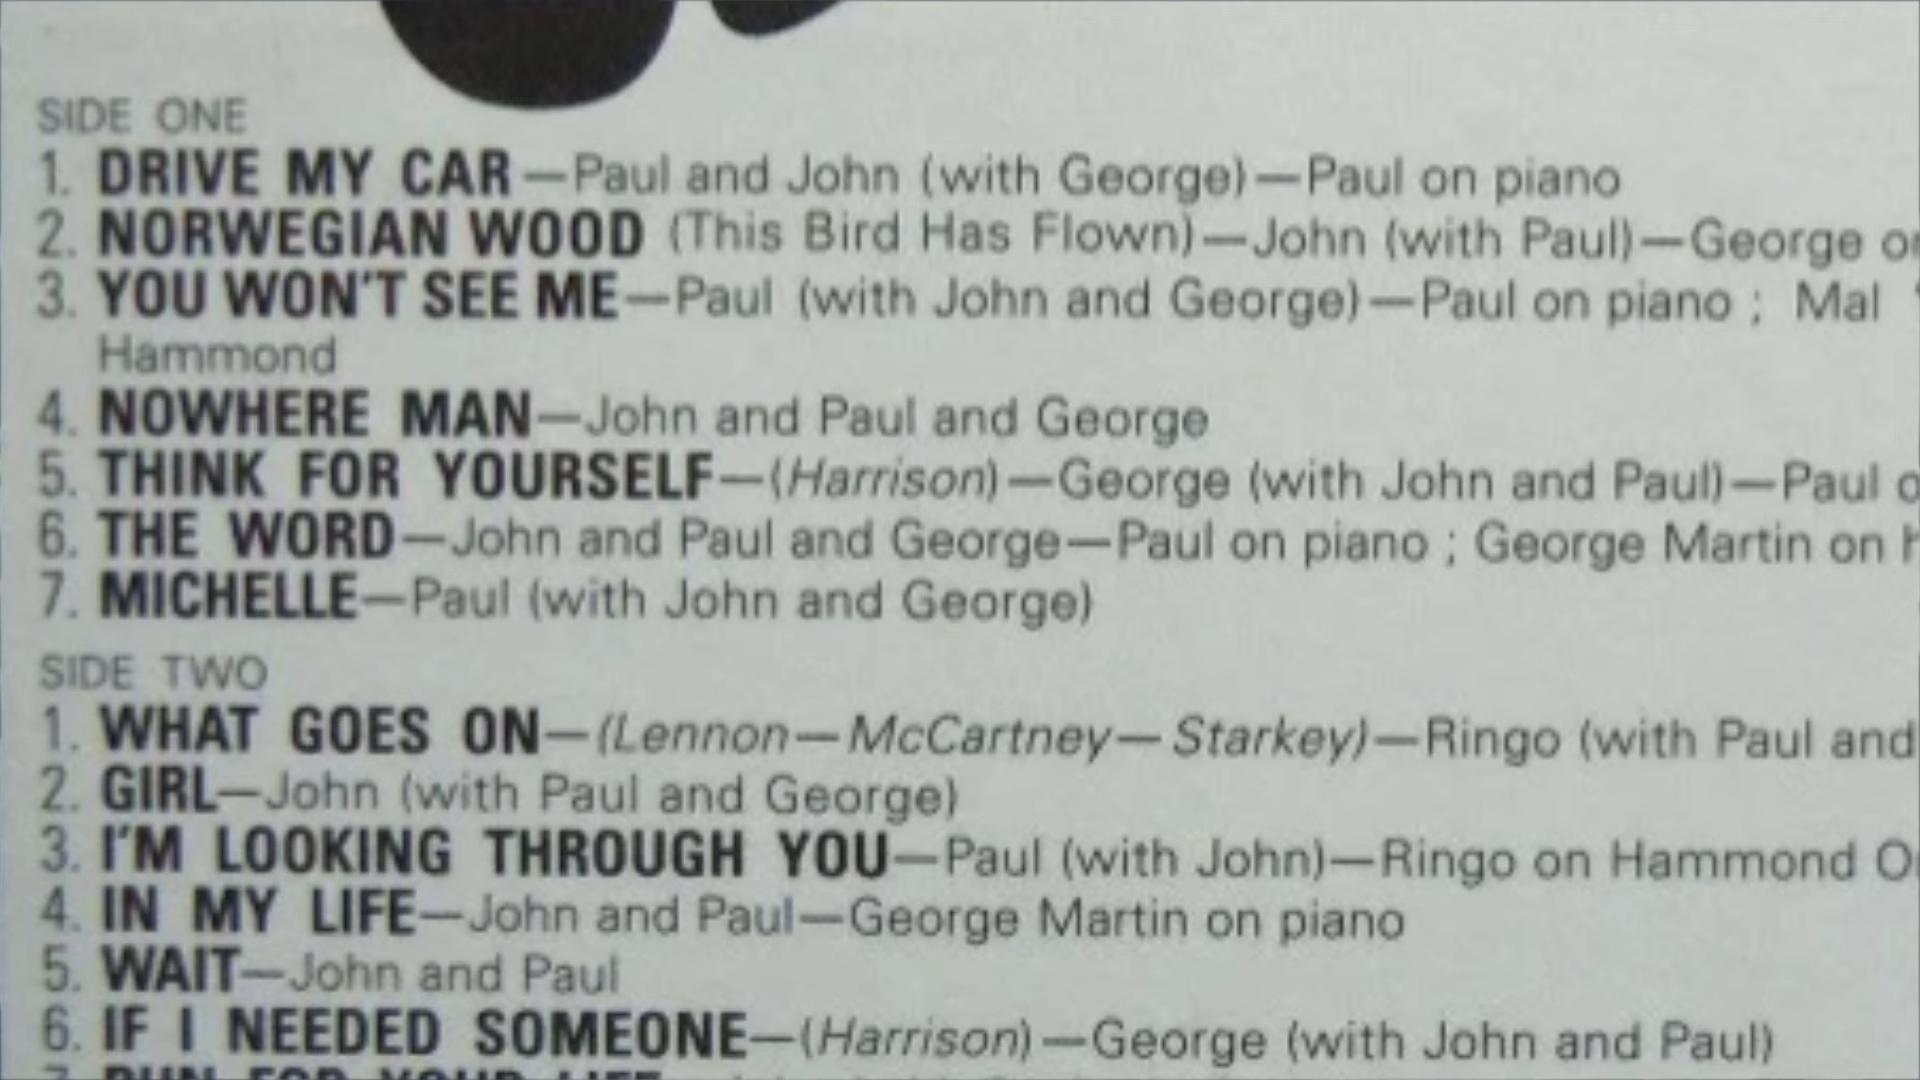 SIDE ONE
1. DRIVE MY CAR—Paul and John (with George)—Paul on piano
2. NORWEGIAN WOOD (This Bird Has Flown)—John (with Paul)—George on
3. YOU WON'T SEE ME—Paul (with John and George)—Paul on piano ; Mal
Hammond
4. NOWHERE MAN—John and Paul and George
5. THINK FOR YOURSELF—(Harrison)—George (with John and Paul)—Paul
6. THE WORD—John and Paul and George—Paul on piano ; George Martin on
7. MICHELLE—Paul (with John and George)
SIDE TWO
1. WHAT GOES ON—(Lennon—McCartney—Starkey)—Ringo (with Paul and
2. GIRL—John (with Paul and George)
3. I'M LOOKING THROUGH YOU—Paul (with John)—Ringo on Hammond
4. IN MY LIFE—John and Paul—George Martin on piano
5. WAIT—John and Paul
6. IF I NEEDED SOMEONE—(Harrison)—George (with John and Paul)
7. RUN FOR YOUR LIFE